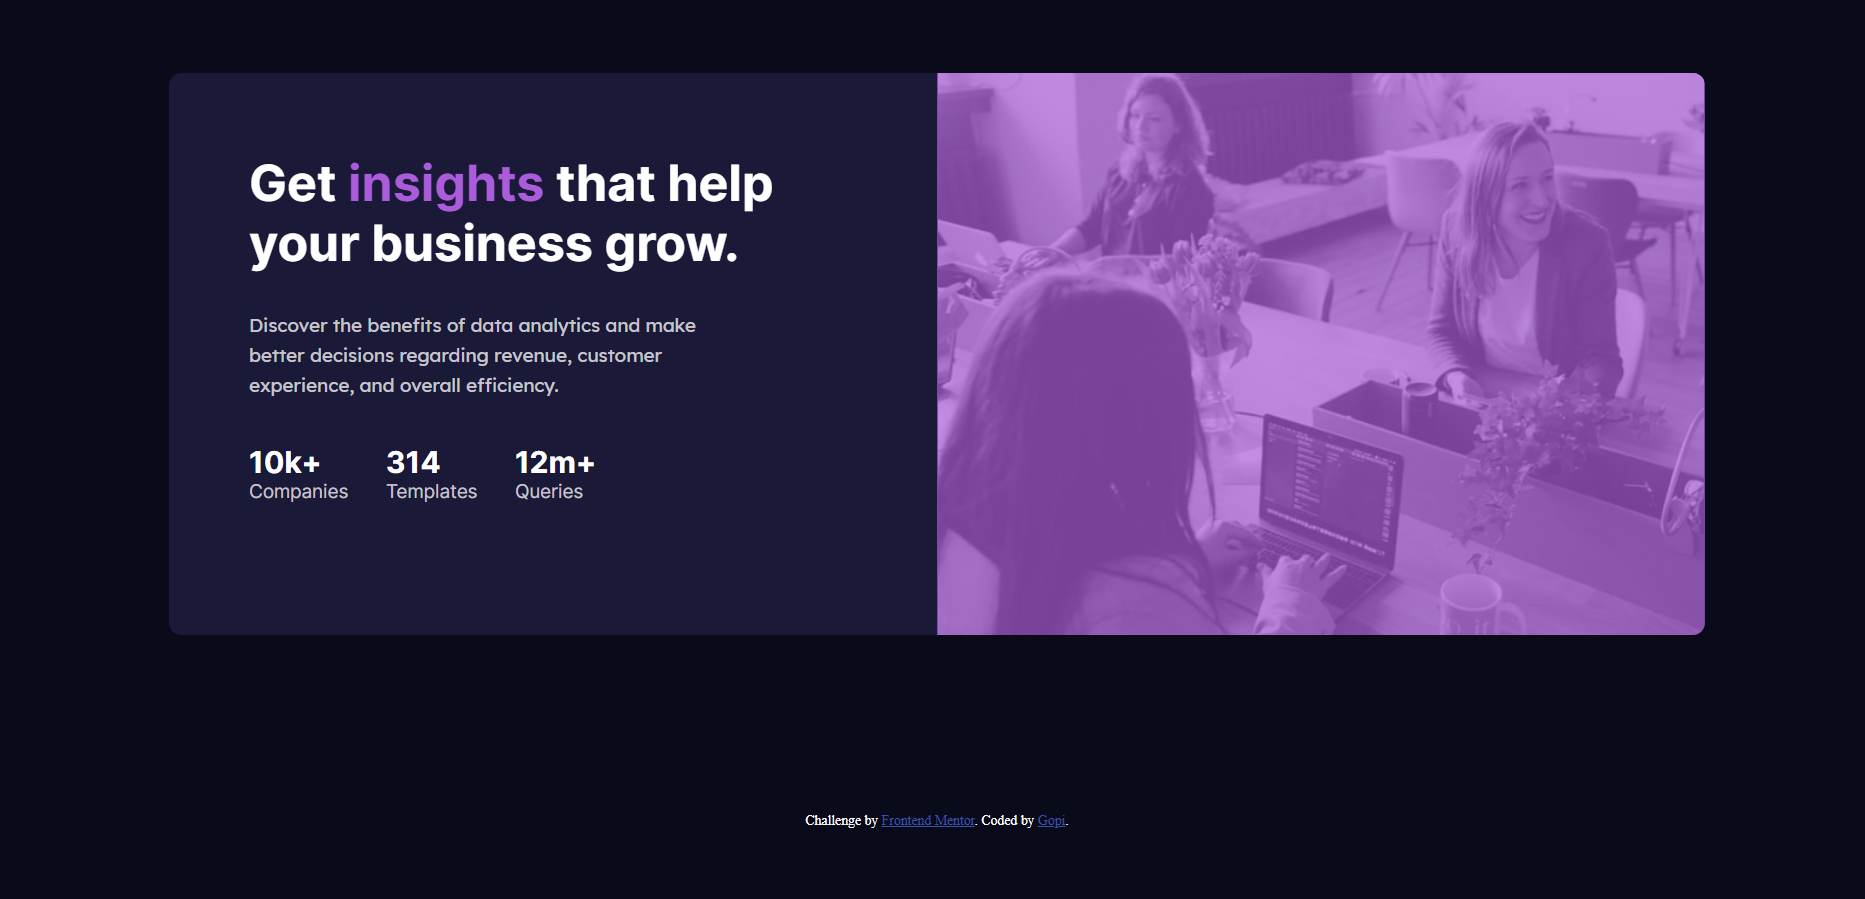 Get insights that help
your business grow.
Discover the benefits of data analytics and make
better decisions regarding revenue, customer
experience, and overall efficiency.
10k+ 314 12m+
Companies Templates Queries
Challenge by Frontend Mentor. Coded by Gopi.